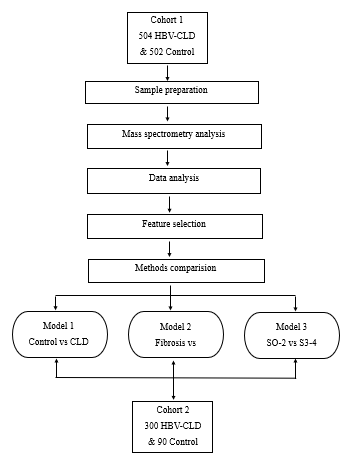 Cohort 1
504 HBV-CLD
& 502 Control
Sample preparation
Mass spectrometry analysis
Data analysis
Feature selection
Methods comparision
Model 1
Control vs CLD
Model 2
Fibrosis vs
Model 3
SO-2 vs S3-4
Cohort 2
300 HBV-CLD
& 90 Control